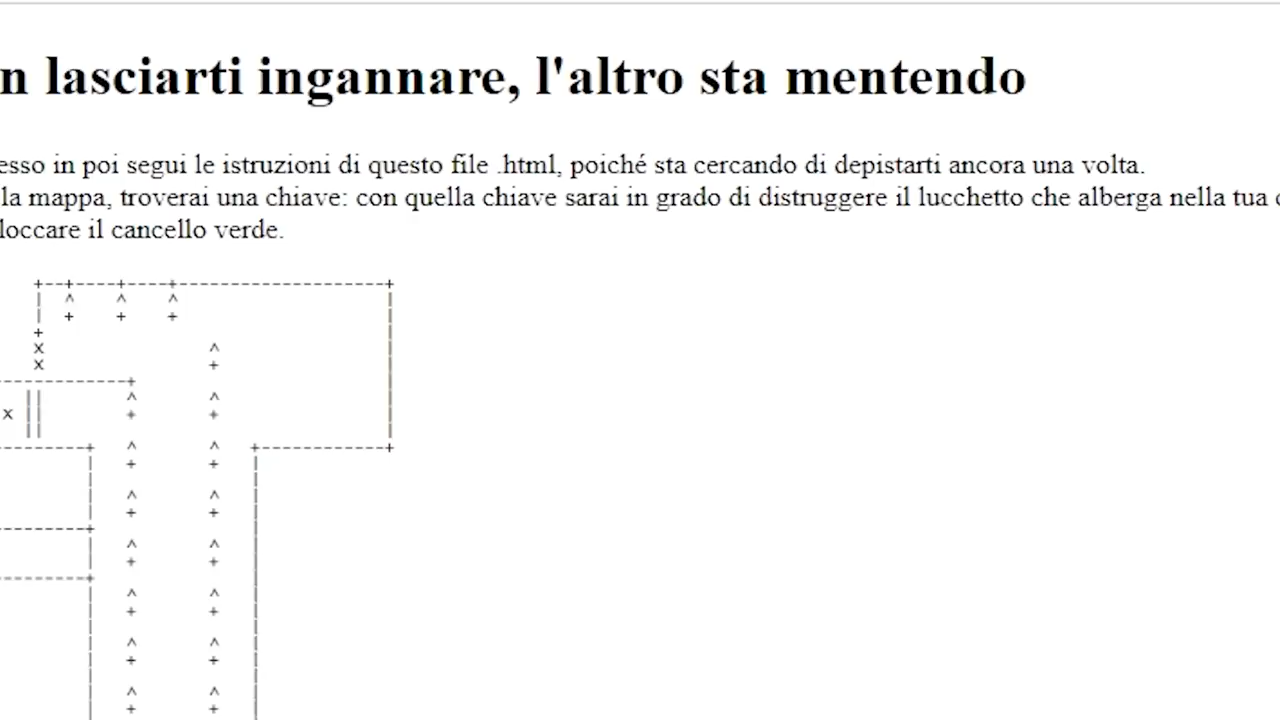 n lasciarti ingannare, l'altro sta mentendo
esso in poi segui le istruzioni di questo file .html, poiché sta cercando di depistarti ancora una volta.
la mappa, troverai una chiave: con quella chiave sarai in grado di distruggere il lucchetto che alberga nella tua
loccare il cancello verde.
+--+----+----+--------------------+
| ^ ^ ^ |
| + + + |
+
x ^
x +
-------------+
x || ^ ^
+ +
---------+ ^ ^ +-------------+
| + + |
| ^ ^ |
| + + |
---------+ ^ ^ |
| + + |
---------+ ^ ^ |
| + + |
| ^ ^ |
| + + |
| ^ ^ |
| + + |